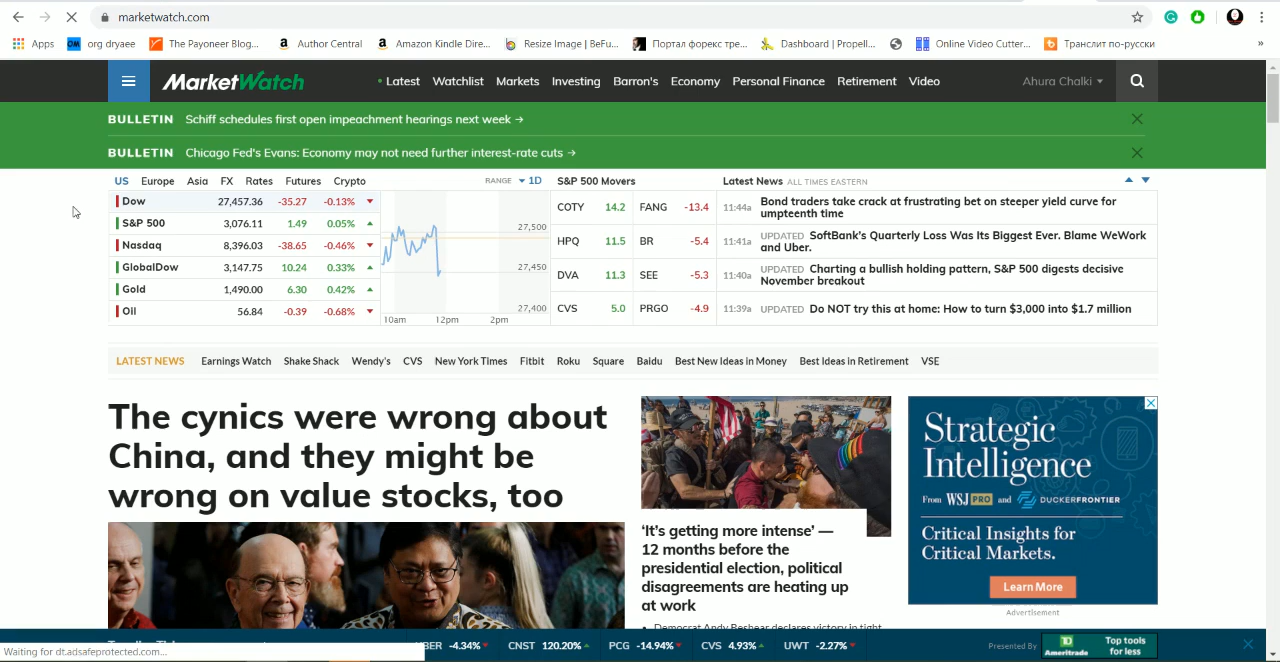 marketwatch.com
Apps
OM org dryaee
The Payoneer Blog...
a Author Central
a Amazon Kindle Dire...
Resize Image | BeFu...
Портал форекс тре...
Dashboard | Propell...
Online Video Cutter...
Транслит по-русски
»
MarketWatch
Latest Watchlist Markets Investing Barron's Economy Personal Finance Retirement Video
Ahura Chalki
BULLETIN Schiff schedules first open impeachment hearings next week →
BULLETIN Chicago Fed's Evans: Economy may not need further interest-rate cuts →
US Europe Asia FX Rates Futures Crypto
RANGE 1D
Dow 27,457.36 -35.27 -0.13%
S&P 500 3,076.11 1.49 0.05%
Nasdaq 8,396.03 -38.65 -0.46%
GlobalDow 3,147.75 10.24 0.33%
Gold 1,490.00 6.30 0.42%
Oil 56.84 -0.39 -0.68%
27,500
27,450
27,400
10am 12pm 2pm
S&P 500 Movers
COTY 14.2 FANG -13.4
HPQ 11.5 BR -5.4
DVA 11.3 SEE -5.3
CVS 5.0 PRGO -4.9
Latest News ALL TIMES EASTERN
11:44a Bond traders take crack at frustrating bet on steeper yield curve for
umpteenth time
11:41a UPDATED SoftBank's Quarterly Loss Was Its Biggest Ever. Blame WeWork
and Uber.
11:40a UPDATED Charting a bullish holding pattern, S&P 500 digests decisive
November breakout
11:39a UPDATED Do NOT try this at home: How to turn $3,000 into $1.7 million
LATEST NEWS Earnings Watch Shake Shack Wendy's CVS New York Times Fitbit Roku Square Baidu Best New Ideas in Money Best Ideas in Retirement VSE
The cynics were wrong about
China, and they might be
wrong on value stocks, too
‘It's getting more intense’ —
12 months before the
presidential election, political
disagreements are heating up
at work
• Democrat Andy Beshear declares victory in tight
Strategic
Intelligence
From WSJ PRO and DUCKERFRONTIER
Critical Insights for
Critical Markets.
Learn More
Advertisement
BER -4.34% CNST 120.20% PCG -14.94% CVS 4.93% UWT -2.27%
Presented By
TD
Ameritrade
Top tools
for less
Waiting for dt.adsafeprotected.com...